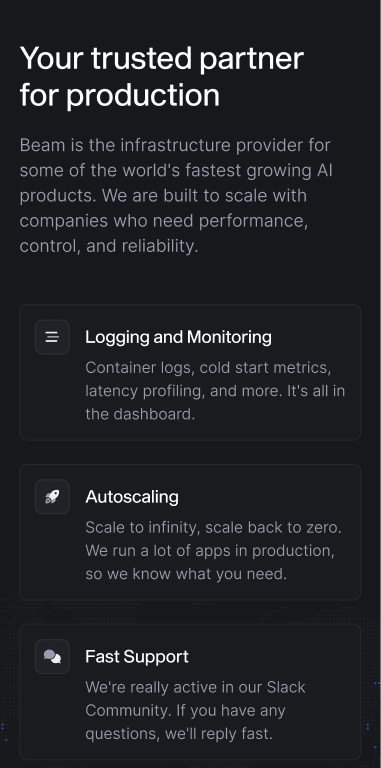 Your trusted partner
for production
Beam is the infrastructure provider for
some of the world's fastest growing AI
products. We are built to scale with
companies who need performance,
control, and reliability.
Logging and Monitoring
Container logs, cold start metrics,
latency profiling, and more. It's all in
the dashboard.
Autoscaling
Scale to infinity, scale back to zero.
We run a lot of apps in production,
so we know what you need.
Fast Support
We're really active in our Slack
Community. If you have any
questions, we'll reply fast.